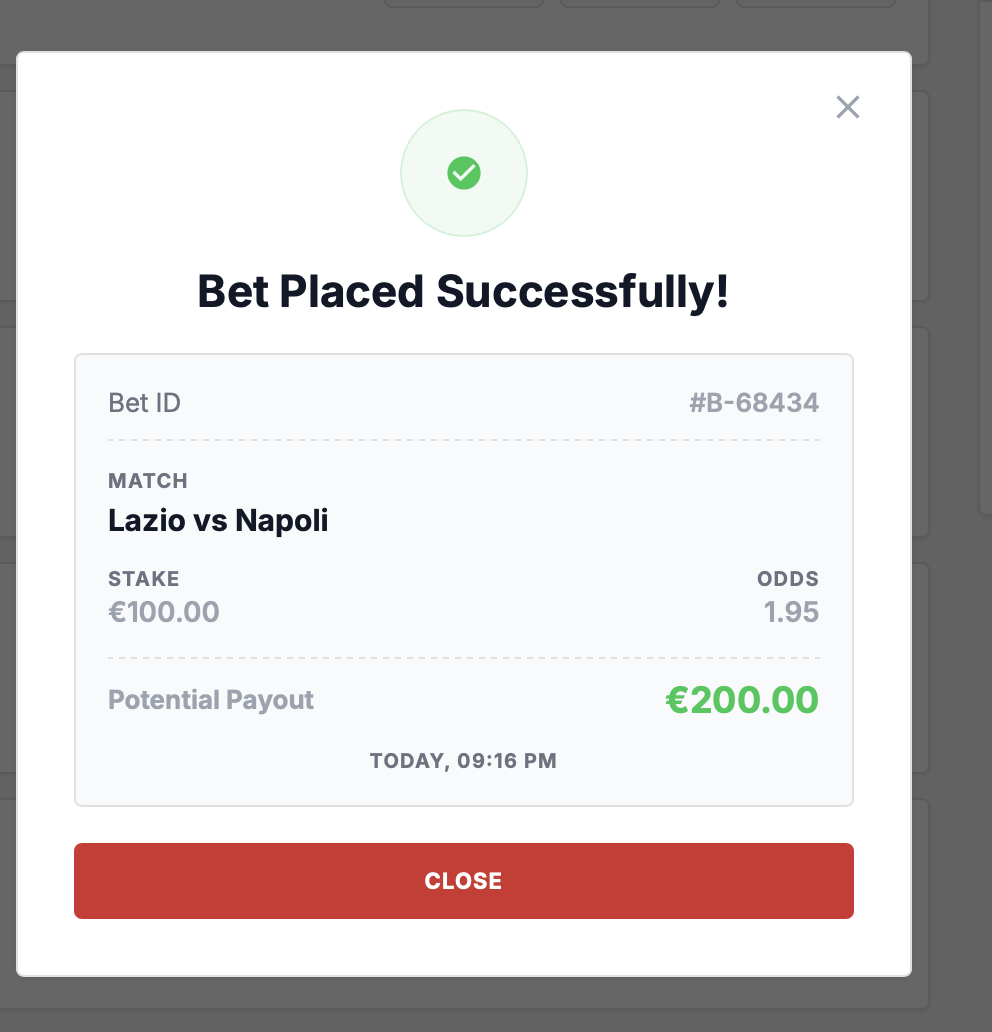 Bet Placed Successfully!
Bet ID #B-68434
MATCH
Lazio vs Napoli
STAKE ODDS
€100.00 1.95
Potential Payout €200.00
TODAY, 09:16 PM
CLOSE